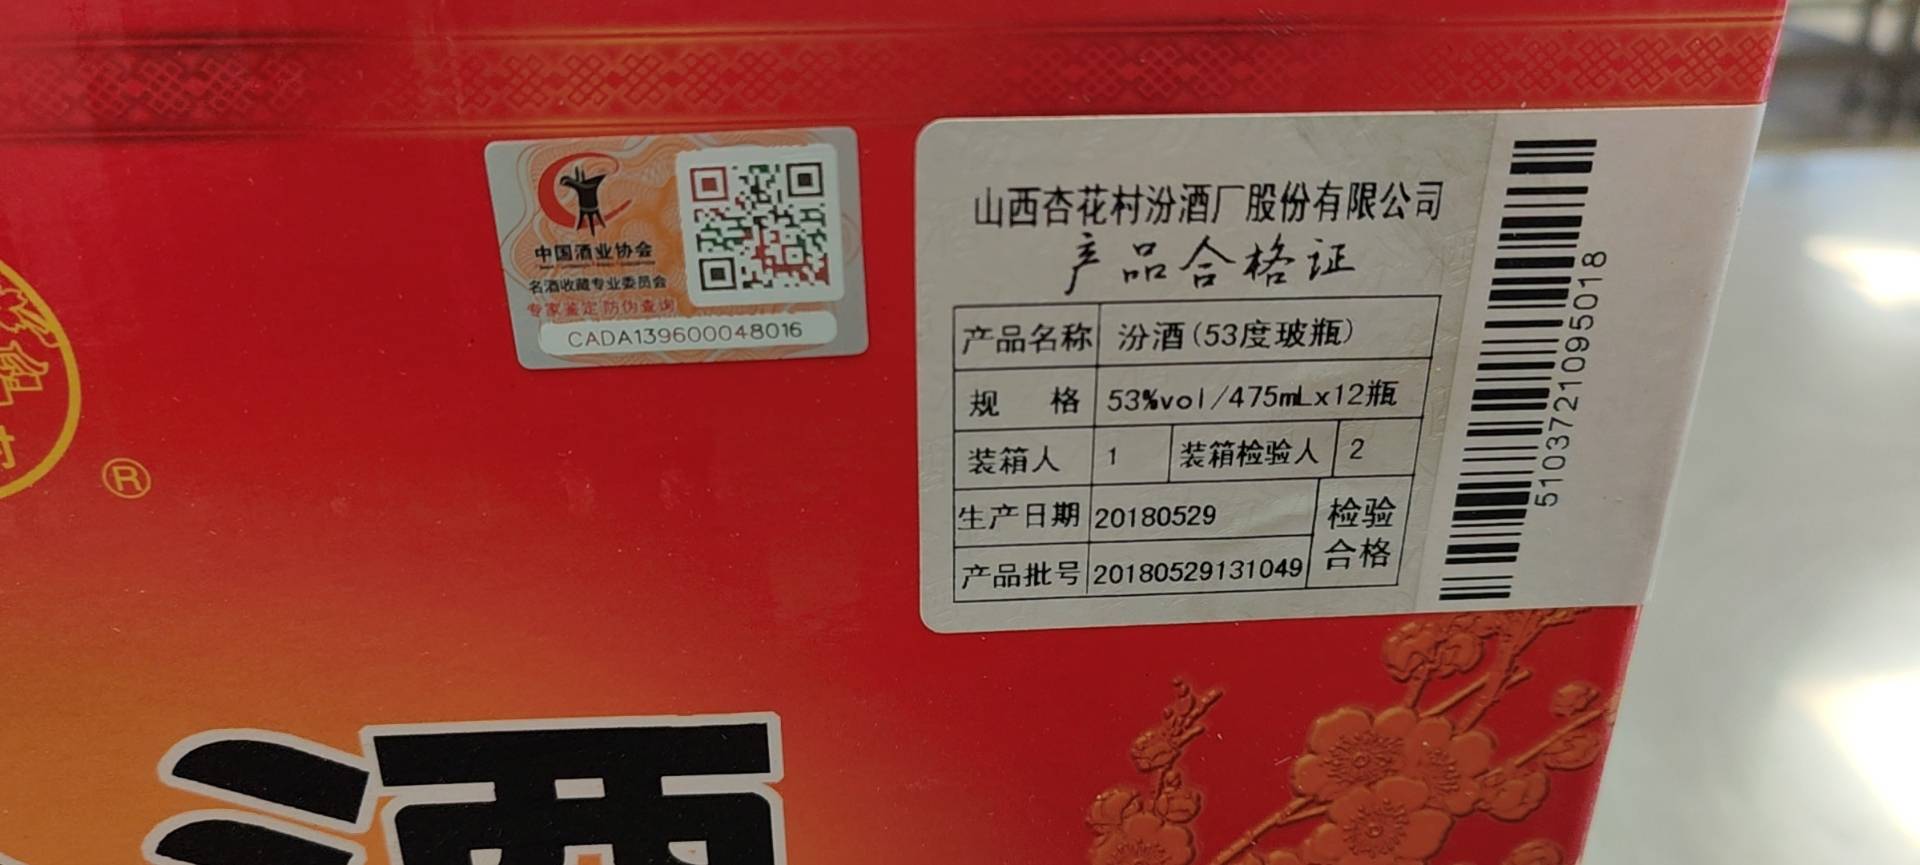 中国酒业协会
名酒收藏专业委员会
专家鉴定 防伪查询
CADA139600048016
山西杏花村汾酒厂股份有限公司
产品合格证
产品名称 汾酒(53度玻瓶)
规 格 53%vol/475mLx12瓶
装箱人 1 装箱检验人 2
生产日期 20180529 检验
产品批号 20180529131049 合格
5103721095018
®
酒